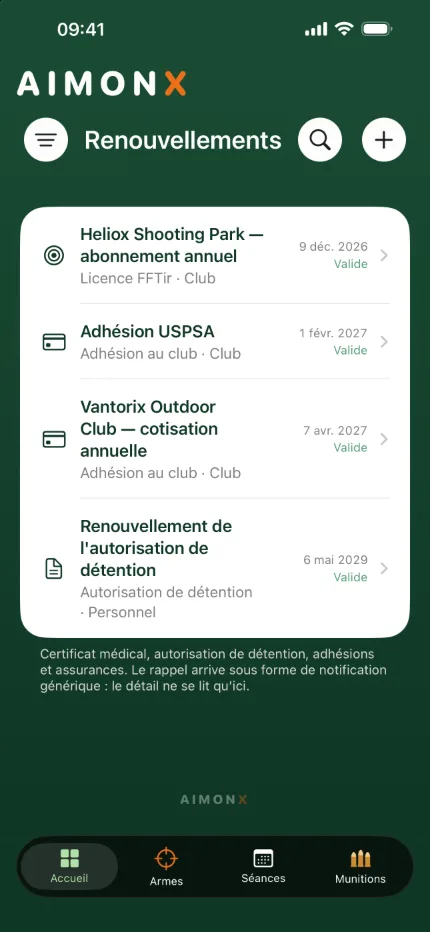 09:41
AIMONX
Renouvellements
Heliox Shooting Park —
abonnement annuel
Licence FFTir · Club
9 déc. 2026
Valide
Adhésion USPSA
Adhésion au club · Club
1 févr. 2027
Valide
Vantorix Outdoor
Club — cotisation
annuelle
Adhésion au club · Club
7 avr. 2027
Valide
Renouvellement de
l'autorisation de
détention
Autorisation de détention
· Personnel
6 mai 2029
Valide
Certificat médical, autorisation de détention, adhésions
et assurances. Le rappel arrive sous forme de notification
générique : le détail ne se lit qu'ici.
AIMONX
Accueil
Armes
Séances
Munitions